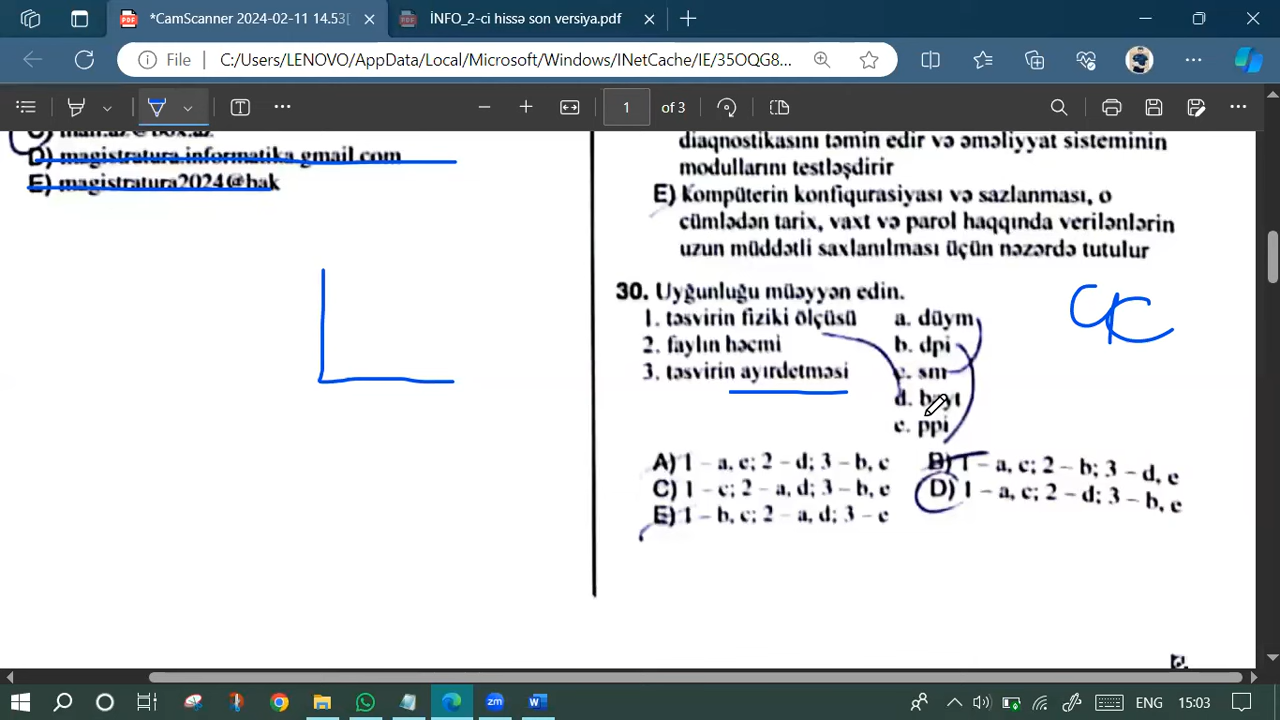 *CamScanner 2024-02-11 14.53[
İNFO_2-ci hissə son versiya.pdf
File
C:/Users/LENOVO/AppData/Local/Microsoft/Windows/INetCache/IE/35OQG8...
1 of 3
C) mail.az@box.az
D) magistratura.informatika gmail.com
E) magistratura2024@bak
diaqnostikasını təmin edir və əməliyyat sisteminin
modullarını testləşdirir
E) Kompüterin konfiqurasiyası və sazlanması, o
cümlədən tarix, vaxt və parol haqqında verilənlərin
uzun müddətli saxlanılması üçün nəzərdə tutulur
30. Uyğunluğu müəyyən edin.
1. təsvirin fiziki ölçüsü
2. faylın həcmi
3. təsvirin ayırdetməsi
a. düym
b. dpi
c. sm
d. bayt
e. ppi
A) 1 – a, e; 2 – d; 3 – b, c
B) 1 – a, c; 2 – b; 3 – d, e
C) 1 – c; 2 – a, d; 3 – b, e
D) 1 – a, c; 2 – d; 3 – b, e
E) 1 – b, c; 2 – a, d; 3 – e
ENG
15:03